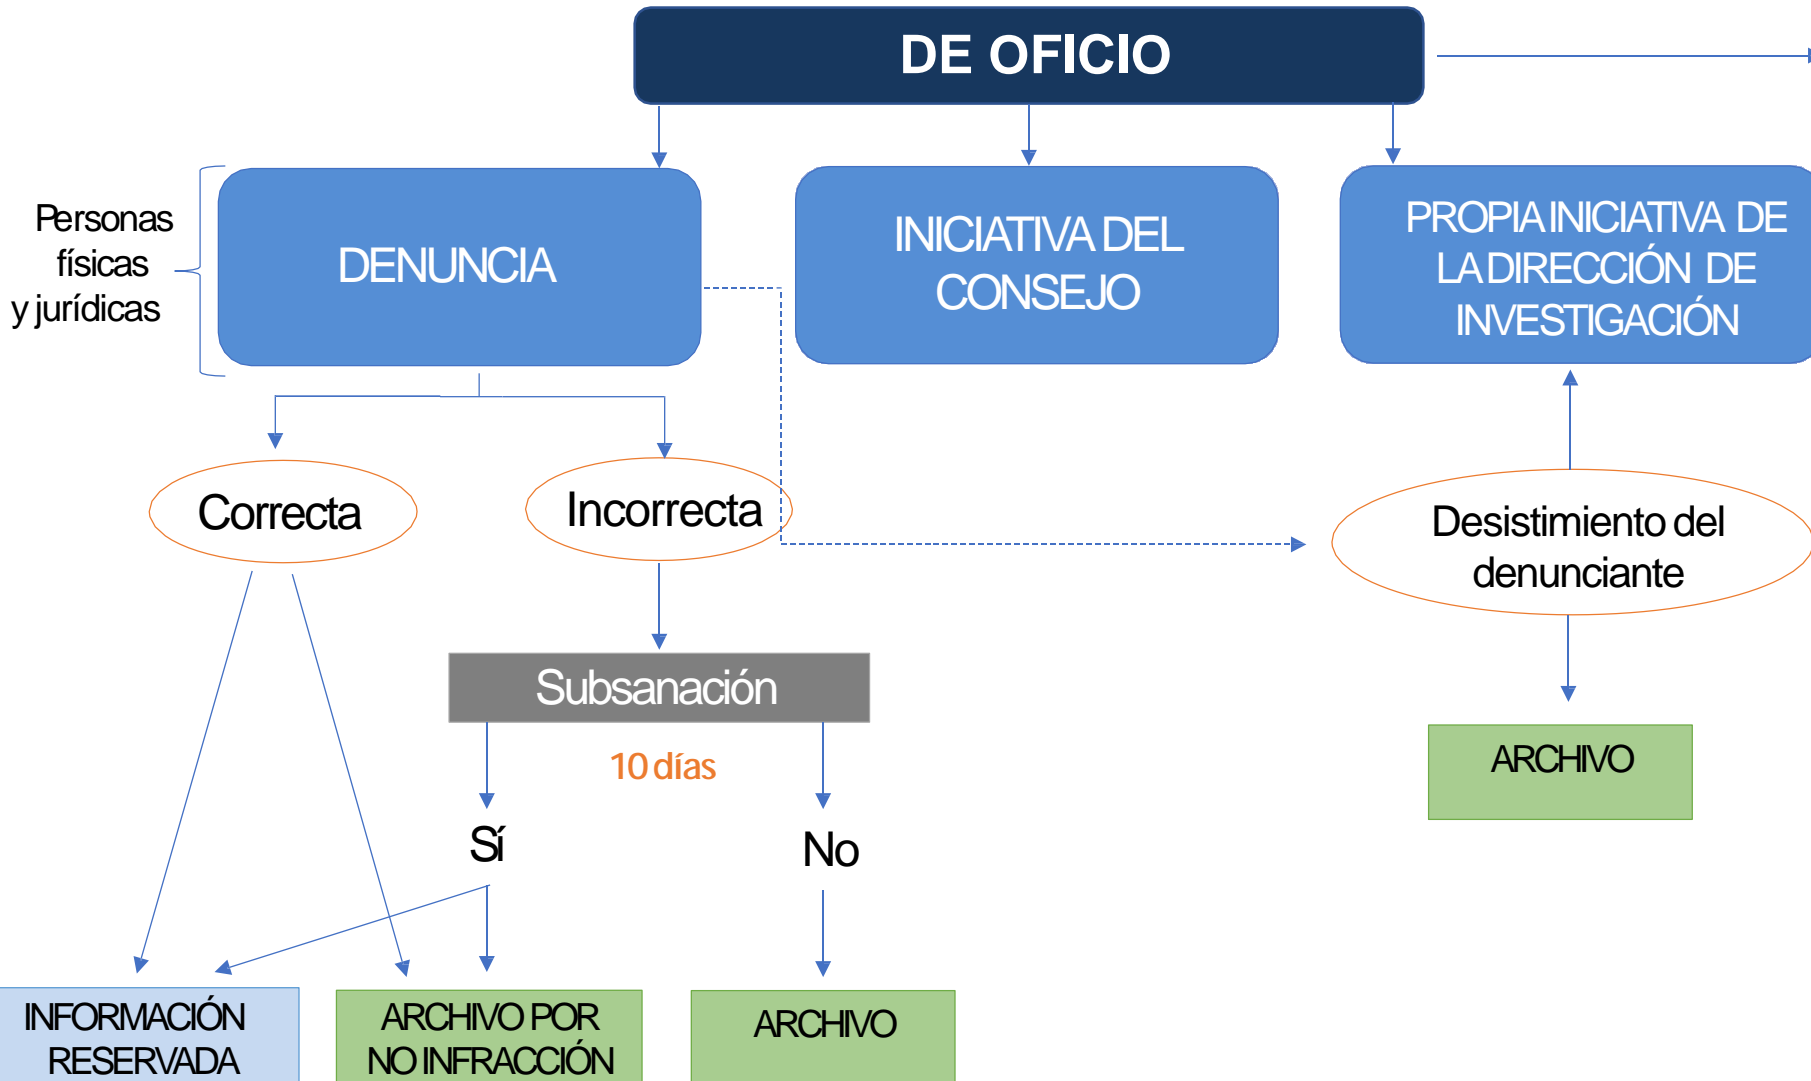 DE OFICIO
Personas
físicas
y jurídicas
DENUNCIA
INICIATIVA DEL
CONSEJO
PROPIA INICIATIVA DE
LA DIRECCIÓN DE
INVESTIGACIÓN
Correcta
Incorrecta
Desistimiento del
denunciante
Subsanación
10 días
ARCHIVO
Sí
No
INFORMACIÓN
RESERVADA
ARCHIVO POR
NO INFRACCIÓN
ARCHIVO